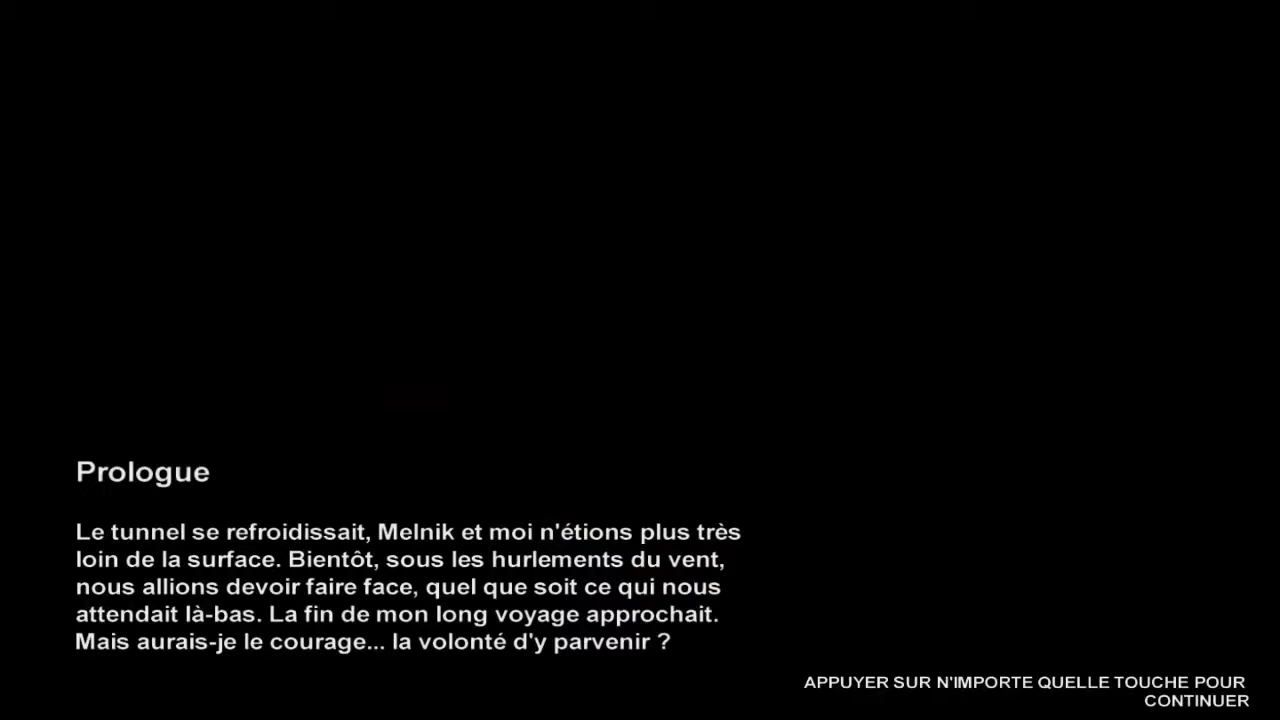 Prologue
Le tunnel se refroidissait, Melnik et moi n'étions plus très
loin de la surface. Bientôt, sous les hurlements du vent,
nous allions devoir faire face, quel que soit ce qui nous
attendait là-bas. La fin de mon long voyage approchait.
Mais aurais-je le courage... la volonté d'y parvenir ?
APPUYER SUR N'IMPORTE QUELLE TOUCHE POUR
CONTINUER